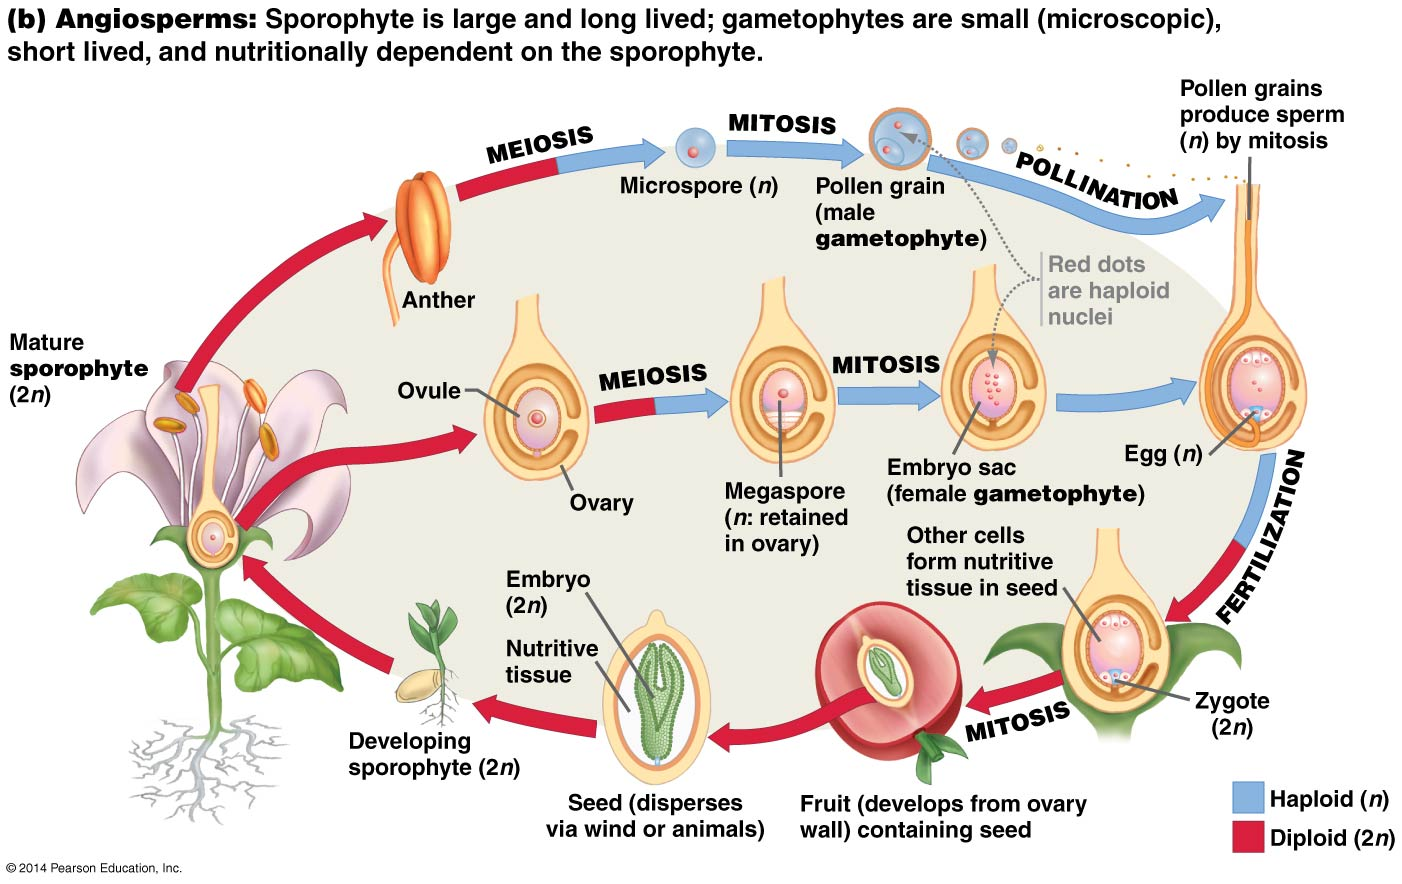 (b) Angiosperms: Sporophyte is large and long lived; gametophytes are small (microscopic),
short lived, and nutritionally dependent on the sporophyte.
Pollen grains
produce sperm
(n) by mitosis
MEIOSIS
MITOSIS
POLLINATION
Microspore (n)
Pollen grain
(male
gametophyte)
Red dots
are haploid
nuclei
Anther
Mature
sporophyte
(2n)
Ovule
MEIOSIS
MITOSIS
Ovary
Megaspore
(n: retained
in ovary)
Embryo sac
(female gametophyte)
Egg (n)
FERTILIZATION
Other cells
form nutritive
tissue in seed
Embryo
(2n)
Nutritive
tissue
Zygote
(2n)
MITOSIS
Developing
sporophyte (2n)
Seed (disperses
via wind or animals)
Fruit (develops from ovary
wall) containing seed
Haploid (n)
Diploid (2n)
© 2014 Pearson Education, Inc.